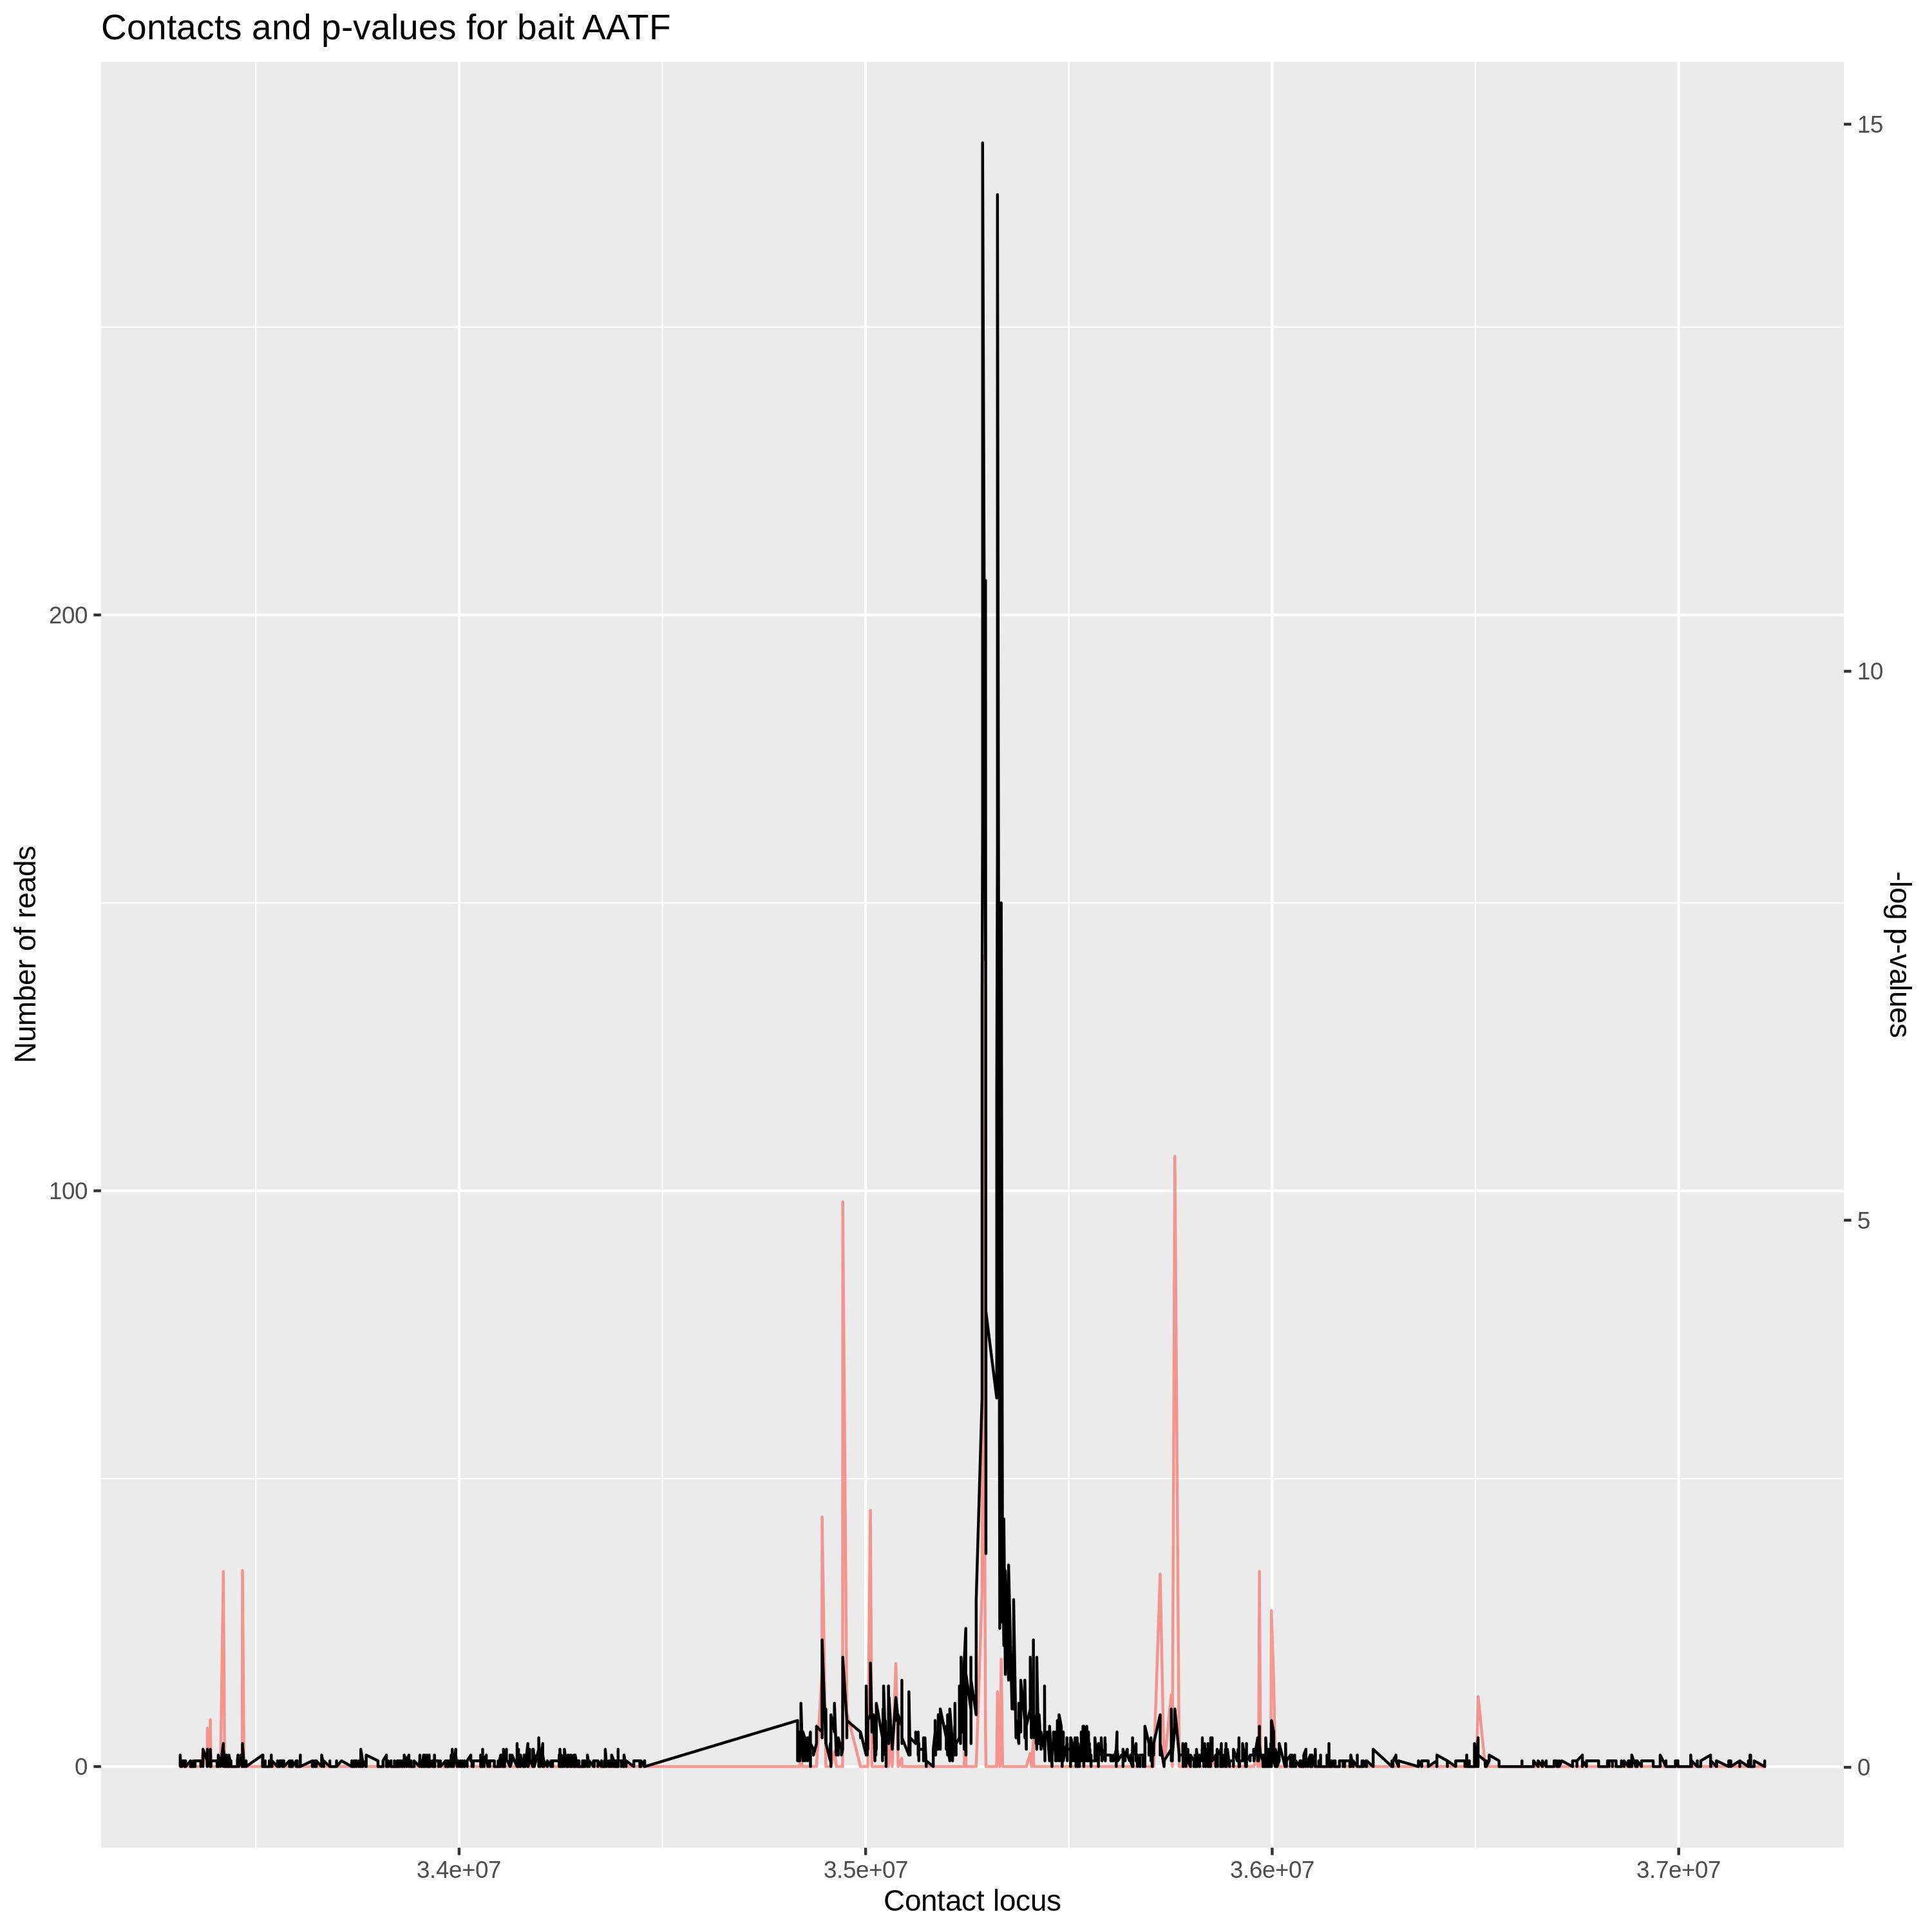 Contacts and p-values for bait AATF
15
200
10
Number of reads
-log p-values
100
5
0
0
3.4e+07
3.5e+07
3.6e+07
3.7e+07
Contact locus